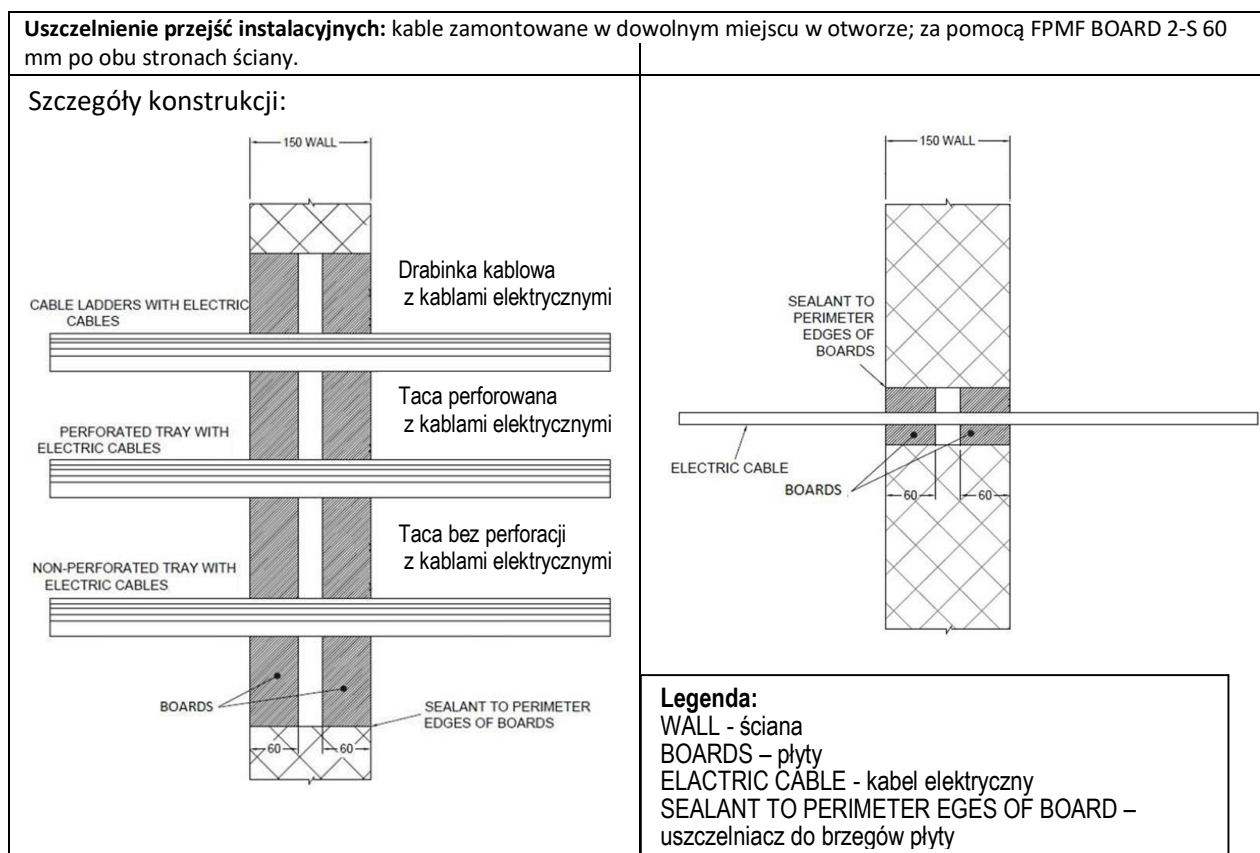 Uszczelnienie przejść instalacyjnych: kable zamontowane w dowolnym miejscu w otworze; za pomocą FPMF BOARD 2-S 60
mm po obu stronach ściany.
Szczegóły konstrukcji:
150 WALL
Drabinka kablowa
z kablami elektrycznymi
CABLE LADDERS WITH ELECTRIC
CABLES
Taca perforowana
z kablami elektrycznymi
PERFORATED TRAY WITH
ELECTRIC CABLES
Taca bez perforacji
z kablami elektrycznymi
NON-PERFORATED TRAY WITH
ELECTRIC CABLES
BOARDS
SEALANT TO PERIMETER
EDGES OF BOARDS
60
60
150 WALL
SEALANT TO
PERIMETER
EDGES OF
BOARDS
ELECTRIC CABLE
BOARDS
60
60
Legenda:
WALL - ściana
BOARDS – płyty
ELACTRIC CABLE - kabel elektryczny
SEALANT TO PERIMETER EGES OF BOARD –
uszczelniacz do brzegów płyty